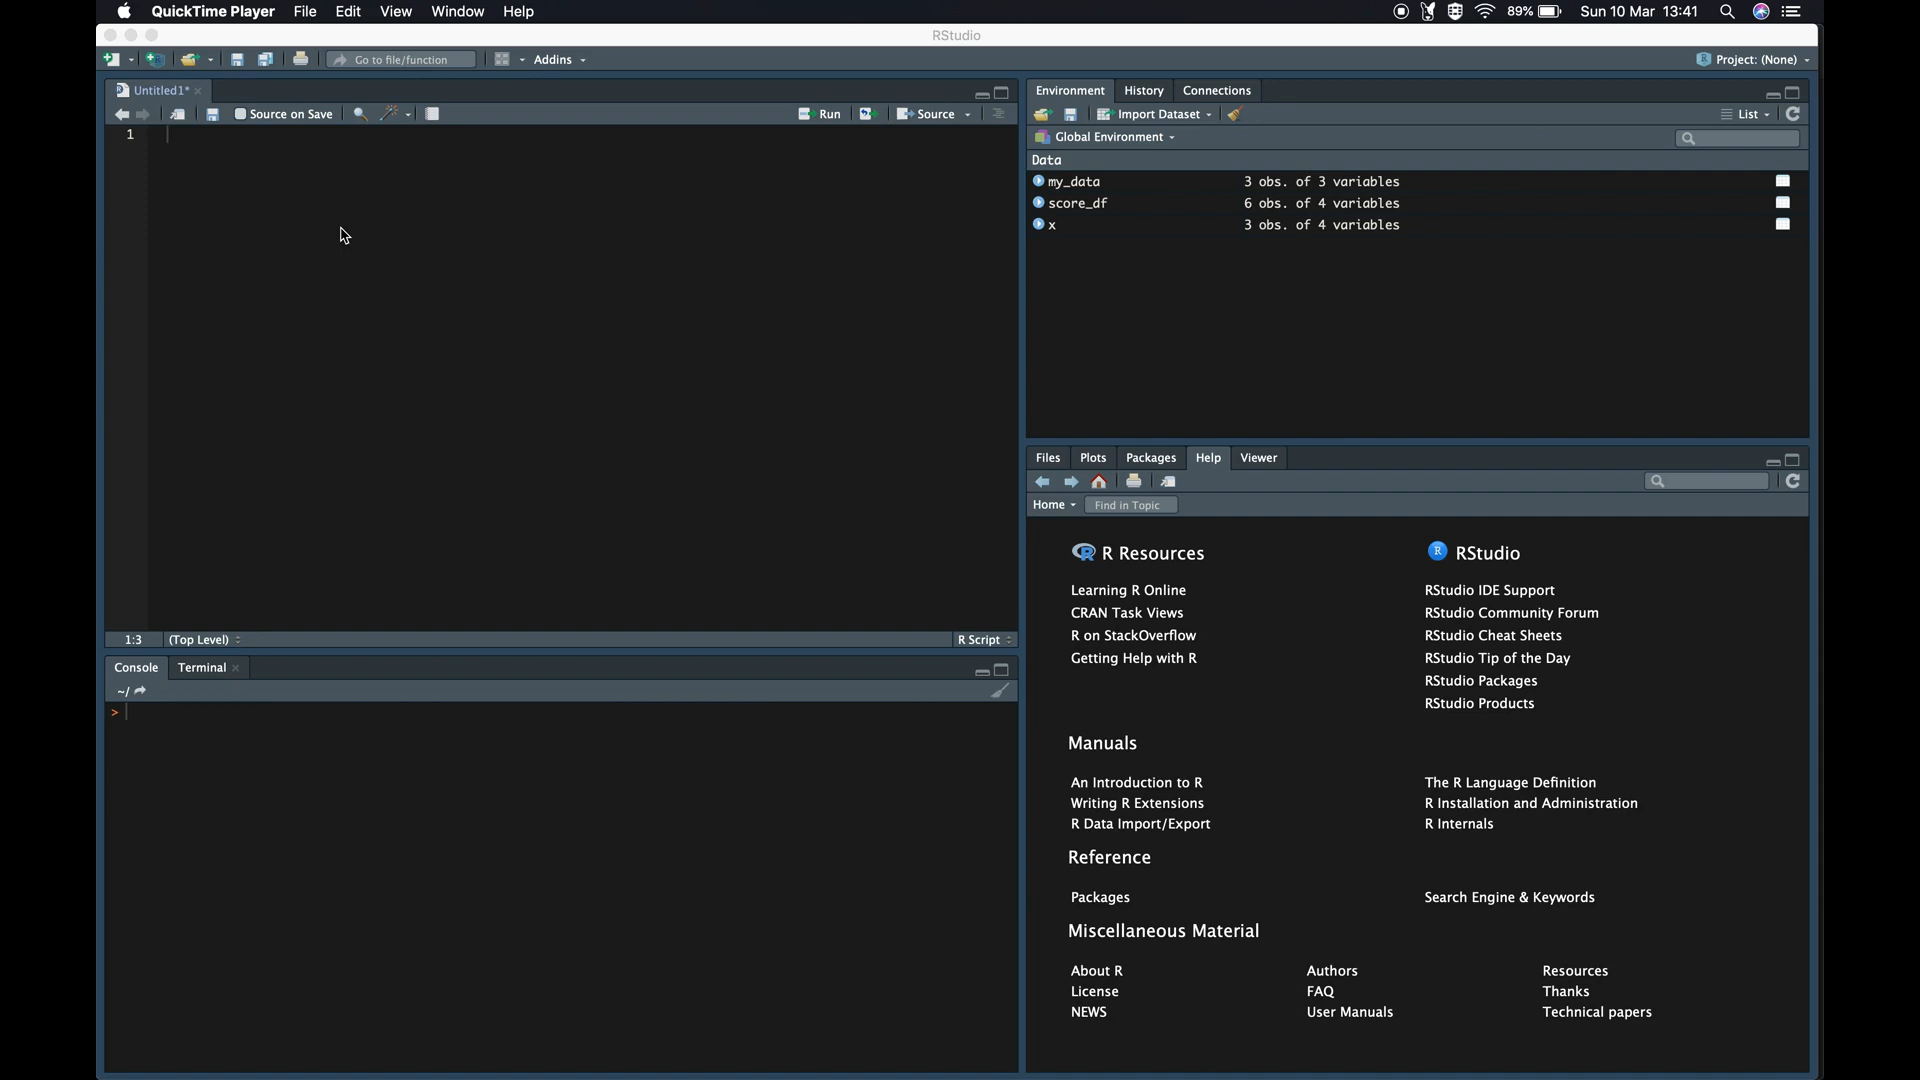 QuickTime Player File Edit View Window Help 89% Sun 10 Mar 13:41
RStudio
Go to file/function Addins Project: (None)
Untitled1*
Source on Save Run Source
1
1:3 (Top Level) R Script
Console Terminal
~/
>
Environment History Connections
Import Dataset List
Global Environment
Data
my_data 3 obs. of 3 variables
score_df 6 obs. of 4 variables
x 3 obs. of 4 variables
Files Plots Packages Help Viewer
Home Find in Topic
R Resources
Learning R Online
CRAN Task Views
R on StackOverflow
Getting Help with R
R RStudio
RStudio IDE Support
RStudio Community Forum
RStudio Cheat Sheets
RStudio Tip of the Day
RStudio Packages
RStudio Products
Manuals
An Introduction to R The R Language Definition
Writing R Extensions R Installation and Administration
R Data Import/Export R Internals
Reference
Packages Search Engine & Keywords
Miscellaneous Material
About R Authors Resources
License FAQ Thanks
NEWS User Manuals Technical papers